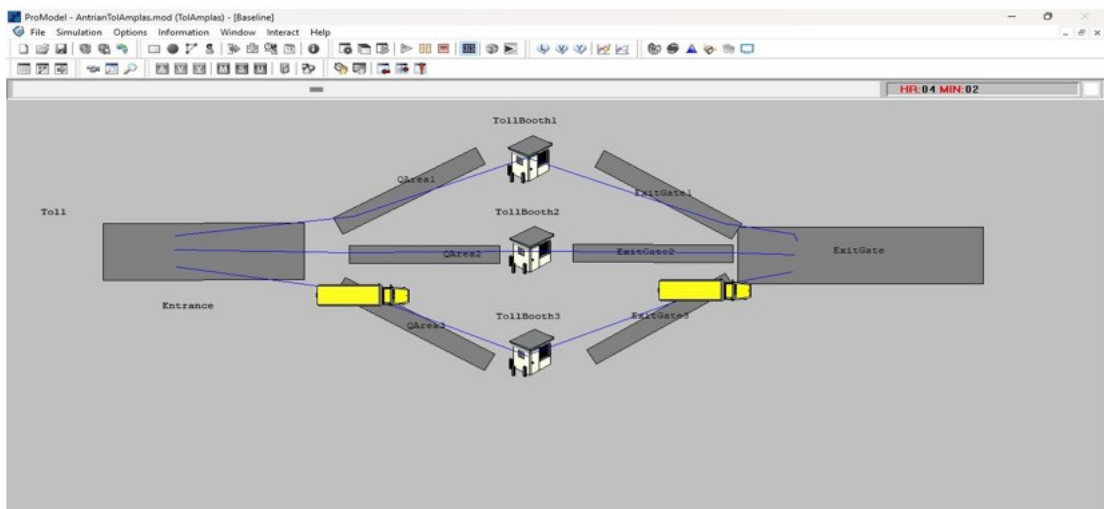 ProModel - AntrianTolAmplas.mod (TolAmplas) - [Baseline]
File Simulation Options Information Window Interact Help
HR:04 MIN:02
TollBooth1
QArea1
ExitGate1
Toll
TollBooth2
QArea2
ExitGate2
ExitGate
Entrance
TollBooth3
QArea3
ExitGate3